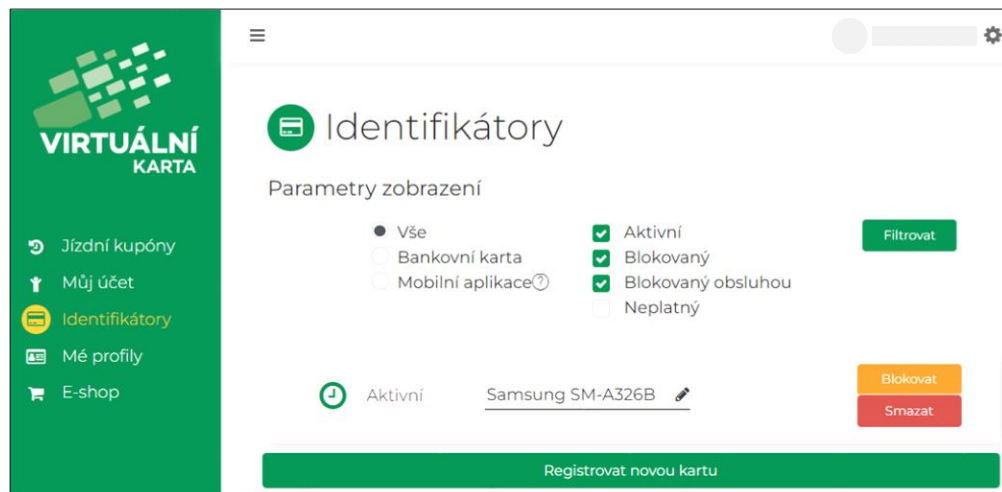 VIRTUÁLNÍ
KARTA
Jízdní kupóny
Můj účet
Identifikátory
Mé profily
E-shop
Identifikátory
Parametry zobrazení
Vše
Bankovní karta
Mobilní aplikace?
Aktivní
Blokovaný
Blokovaný obsluhou
Neplatný
Filtrovat
Aktivní
Samsung SM-A326B
Blokovat
Smazat
Registrovat novou kartu